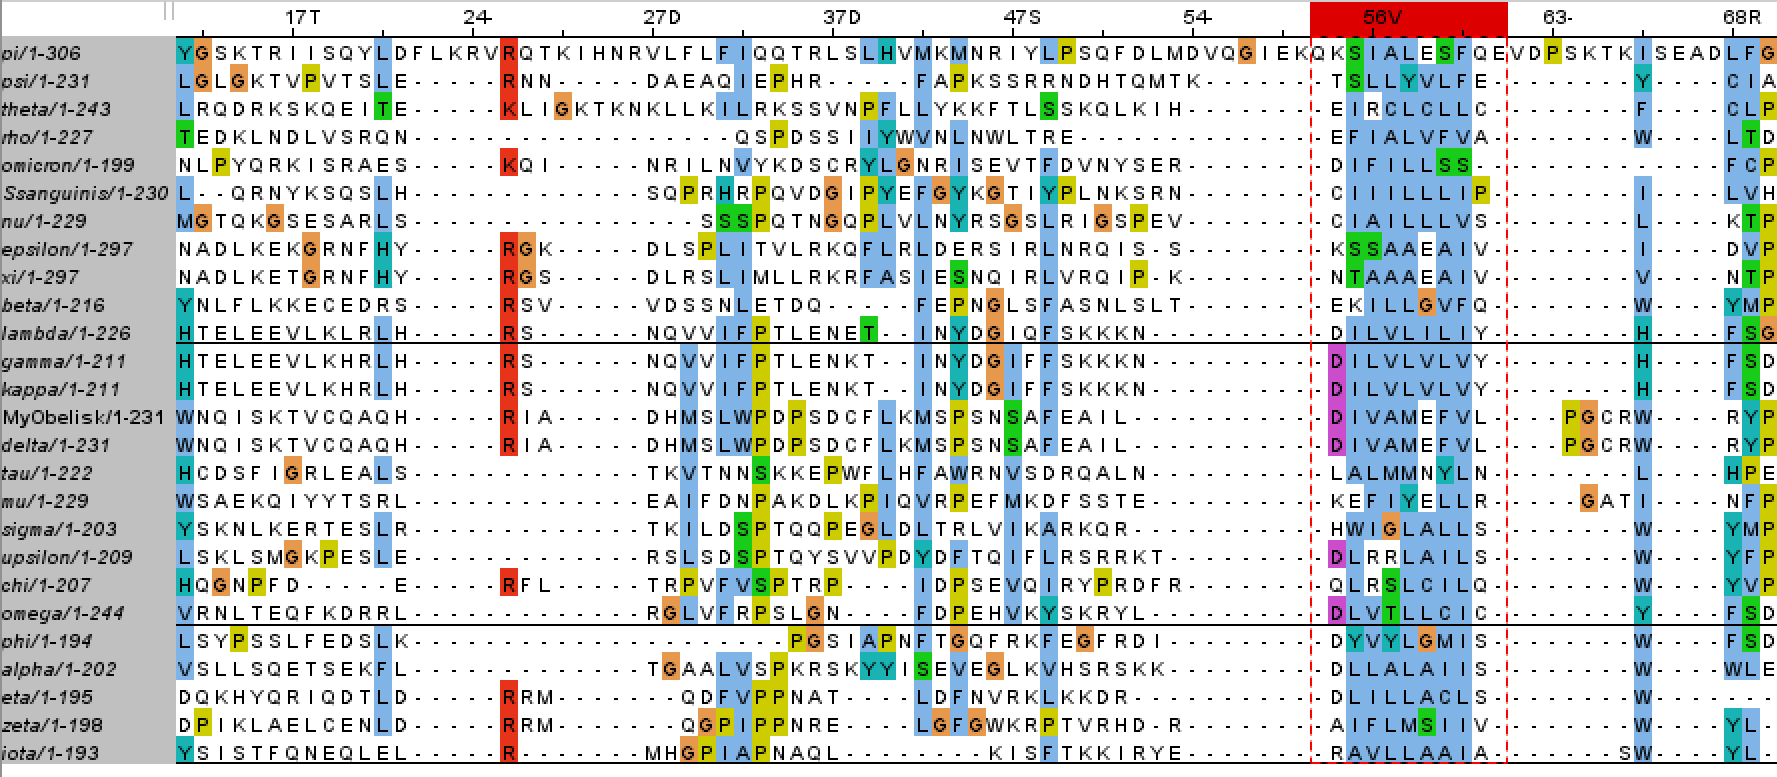 17T 24- 27D 37D 47S 54- 56V 63- 68R
pi/1-306 YGSKTRIISQYLDFLKRVRQTKIHNRVLFLFIQQTRLSLHVMKMNRIYLPSQFDLMDVQGIEKQKSIALESFQEVDPSKTKISEADLFG
psi/1-231 LGLGKTVPVTSLE-----RNN-----DAEAQIEPHR-----FAPKSSRRNDHTQMTK-------TSLLYVLFE--------Y----CIA
theta/1-243 LRQDRKSKQEITE-----KLIGKTKNKLLKILRKSSVNPFLLYKKFTLSSKQLKIH--------EIRCLCLLC--------F----CLP
rho/1-227 TEDKLNDLVSRQN------------------QSPDSSIIYWVNLNWLTRE--------------EFIALVFVA--------W----LTD
omicron/1-199 NLPYQRKISRAES-----KQI-----NRILNVYKDSCRYLGNRISEVTFDVNYSER--------DIFILLSS--------------FCP
Ssanguinis/1-230 L--QRNYKSQSLH-------------SQPRHRPQVDGIPYEFGYKGTIYPLNKSRN--------CIIILLLIP--------I----LVH
nu/1-229 MGTQKGSESARLS----------------SSSPQTNGQPLVLNYRSGSLRIGSPEV--------CIAILLLVS--------L----KTP
epsilon/1-297 NADLKEKGRNFHY-----RGK-----DLSPLITVLRKQFLRLDERSIRLNRQIS-S--------KSSAAEAIV--------I----DVP
xi/1-297 NADLKETGRNFHY-----RGS-----DLRSLIMLLRKRFASIESNQIRLVRQIP-K--------NTAAAEAIV--------V----NTP
beta/1-216 YNLFLKKECEDRS-----RSV-----VDSSNLETDQ-----FEPNGLSFASNLSLT--------EKILLGVFQ--------W----YMP
lambda/1-226 HTELEEVLKLRLH-----RS------NQVVIFPTLENET--INYDGIQFSKKKN----------DILVLILIY--------H----FSG
gamma/1-211 HTELEEVLKHRLH-----RS------NQVVIFPTLENKT--INYDGIFFSKKKN----------DILVLVLVY--------H----FSD
kappa/1-211 HTELEEVLKHRLH-----RS------NQVVIFPTLENKT--INYDGIFFSKKKN----------DILVLVLVY--------H----FSD
MyObelisk/1-231 WNQISKTVCQAQH-----RIA-----DHMSLWPDPSDCFLKMSPSNSAFEAIL-----------DIVAMEFVL----PGCRW----RYP
delta/1-231 WNQISKTVCQAQH-----RIA-----DHMSLWPDPSDCFLKMSPSNSAFEAIL-----------DIVAMEFVL----PGCRW----RYP
tau/1-222 HCDSFIGRLEALS-------------TKVTNNSKKEPWFLHFAWRNVSDRQALN----------LALMMNYLN--------L----HPE
mu/1-229 WSAEKQIYYTSRL-------------EAIFDNPAKDLKPIQVRPEFMKDFSSTE----------KEFIYELLR-----GATI----NFP
sigma/1-203 YSKNLKERTESLR-------------TKILDSPTQQPEGLDLTRLVIKARKQR-----------HWIGLALLS--------W----YMP
upsilon/1-209 LSKLSMGKPESLE-------------RSLSDSPTQYSVVPDYDFTQIFLRSRRKT---------DLRRLAILS--------W----YFP
chi/1-207 HQGNPFD-----E-----RFL-----TRPVFVSPTRP----IDPSEVQIRYPRDFR--------QLRSLCILQ--------W----YVP
omega/1-244 VRNLTEQFKDRRL-------------RGLVFRPSLGN----FDPEHVKYSKRYL----------DLVTLLCIC--------Y----FSD
phi/1-194 LSYPSSLFEDSLK---------------------PGSIAPNFTGQFRKFEGFRDI---------DYVYLGMIS--------W----FSD
alpha/1-202 VSLLSQETSEKFL-------------TGAALVSPKRSKYYISEVEGLKVHSRSKK---------DLLALAIIS--------W----WLE
eta/1-195 DQKHYQRIQDTLD-----RRM-------QDFVPPNAT----LDFNVRKLKKDR-----------DLILLACLS--------W-------
zeta/1-198 DPIKLAELCENLD-----RRM-------QGPIPPNRE----LGFGWKRPTVRHD-R--------AIFLMSIIV--------W----YL-
iota/1-193 YSISTFQNEQLEL-----R-------MHGPIAPNAQL--------KISFTKKIRYE--------RAVLLAAIA-------SW----YL-